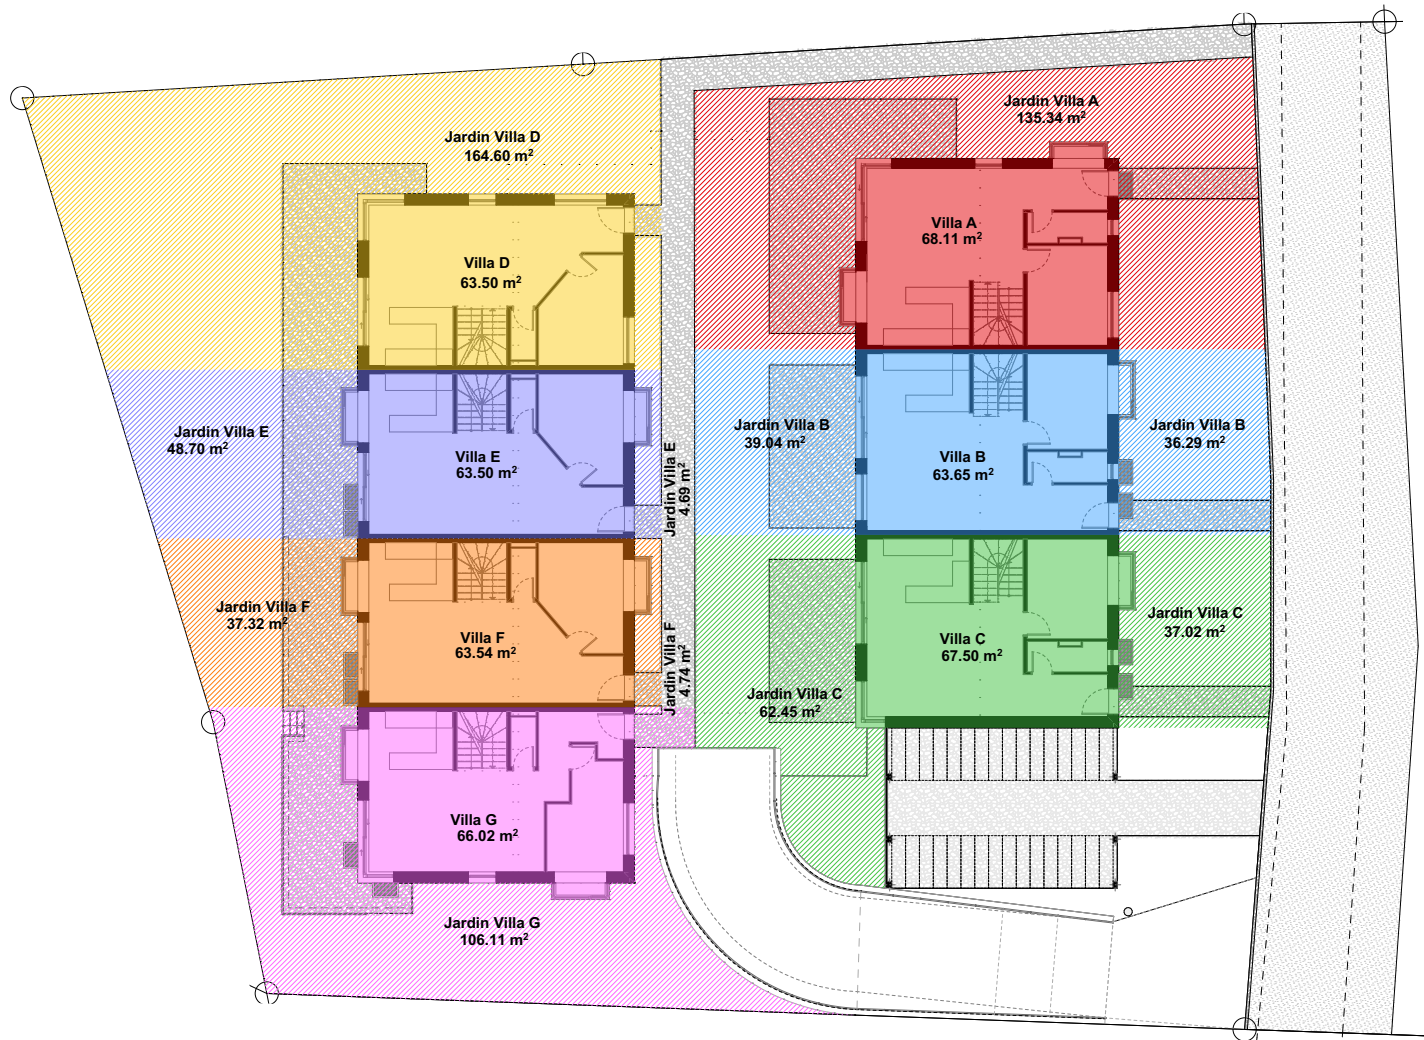 Jardin Villa A
135.34 m²
Jardin Villa D
164.60 m²
Villa A
68.11 m²
Villa D
63.50 m²
Jardin Villa E
48.70 m²
Villa E
63.50 m²
Jardin Villa E
4.69 m²
Jardin Villa B
39.04 m²
Villa B
63.65 m²
Jardin Villa B
36.29 m²
Jardin Villa F
37.32 m²
Villa F
63.54 m²
Jardin Villa F
4.74 m²
Jardin Villa C
62.45 m²
Villa C
67.50 m²
Jardin Villa C
37.02 m²
Villa G
66.02 m²
Jardin Villa G
106.11 m²